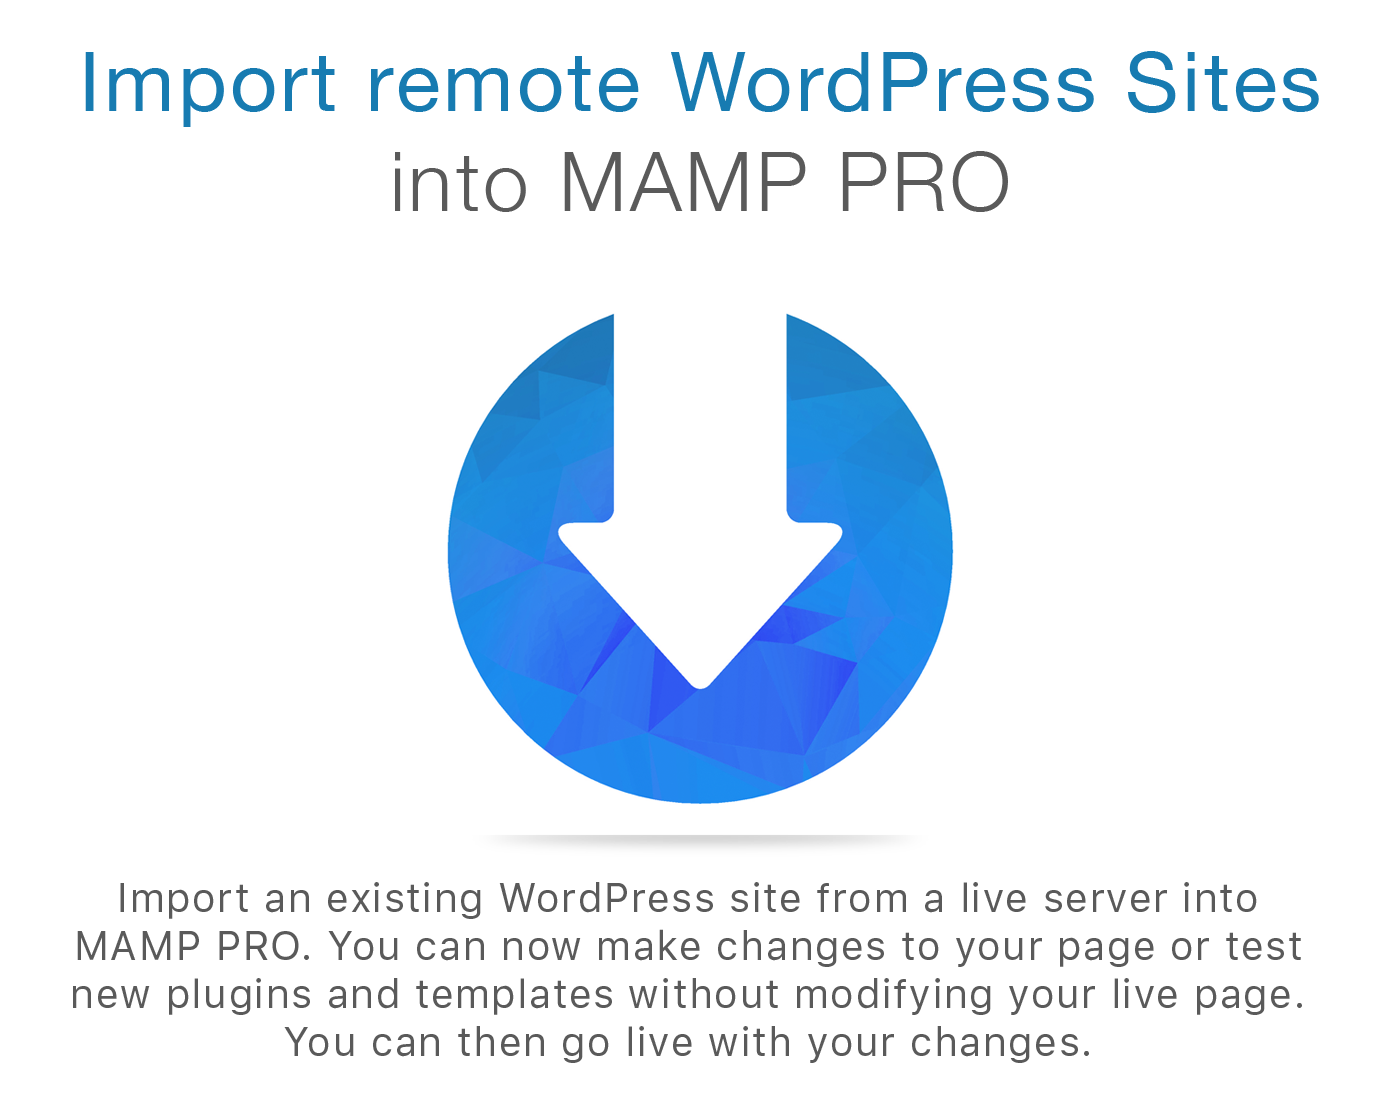 Import remote WordPress Sites
into MAMP PRO
Import an existing WordPress site from a live server into
MAMP PRO. You can now make changes to your page or test
new plugins and templates without modifying your live page.
You can then go live with your changes.